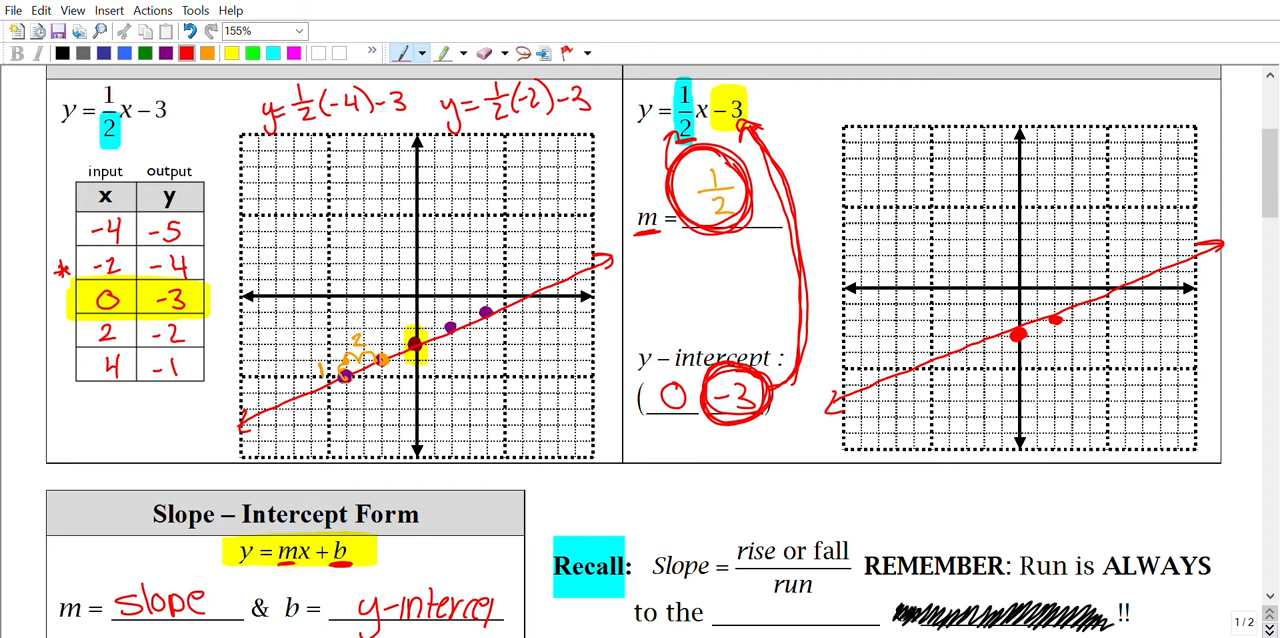 File Edit View Insert Actions Tools Help
155%
B I
y = 1/2 x − 3
y = 1/2 (-4) - 3
y = 1/2 (-2) - 3
input output
x y
-4 -5
* -2 -4
0 -3
2 -2
4 -1
1 2
y = 1/2 x − 3
m = 1/2
y − intercept :
( 0 -3 )
Slope – Intercept Form
y = mx + b
m = slope & b = y-intercep
Recall: Slope = rise or fall / run REMEMBER: Run is ALWAYS
to the !!
1 / 2